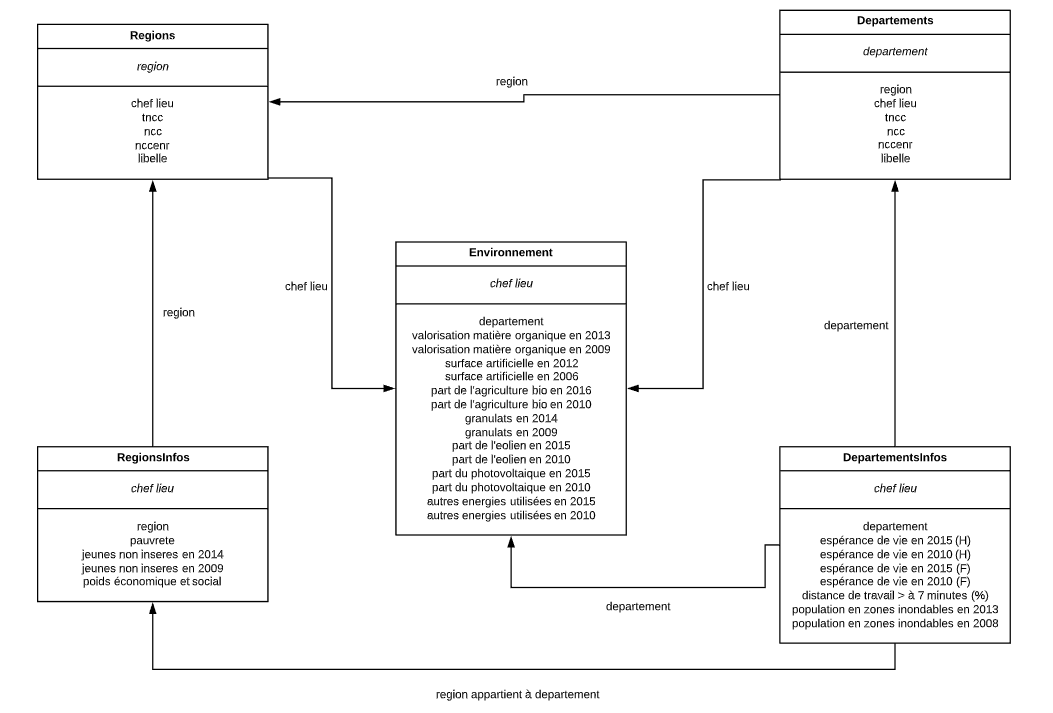 Regions
region
chef lieu
tncc
ncc
nccenr
libelle
Departements
departement
region
chef lieu
tncc
ncc
nccenr
libelle
region
chef lieu
chef lieu
region
departement
Environnement
chef lieu
departement
valorisation matière organique en 2013
valorisation matière organique en 2009
surface artificielle en 2012
surface artificielle en 2006
part de l'agriculture bio en 2016
part de l'agriculture bio en 2010
granulats en 2014
granulats en 2009
part de l'eolien en 2015
part de l'eolien en 2010
part du photovoltaique en 2015
part du photovoltaique en 2010
autres energies utilisées en 2015
autres energies utilisées en 2010
RegionsInfos
chef lieu
region
pauvrete
jeunes non inseres en 2014
jeunes non inseres en 2009
poids économique et social
DepartementsInfos
chef lieu
departement
espérance de vie en 2015 (H)
espérance de vie en 2010 (H)
espérance de vie en 2015 (F)
espérance de vie en 2010 (F)
distance de travail > à 7 minutes (%)
population en zones inondables en 2013
population en zones inondables en 2008
departement
region appartient à departement